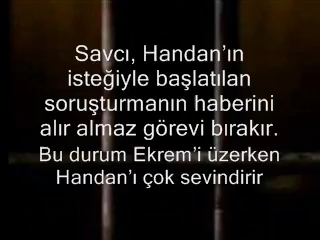 Savcı, Handan’ın
isteğiyle başlatılan
soruşturmanın haberini
alır almaz görevi bırakır.
Bu durum Ekrem’i üzerken
Handan’ı çok sevindirir